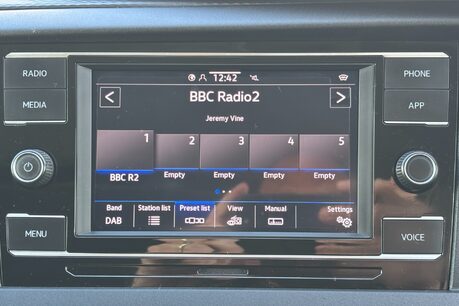 RADIO
MEDIA
MENU
12:42
BBC Radio2
Jeremy Vine
1 2 3 4 5
BBC R2 Empty Empty Empty Empty
Band Station list Preset list View Manual Settings
DAB
PHONE
APP
VOICE